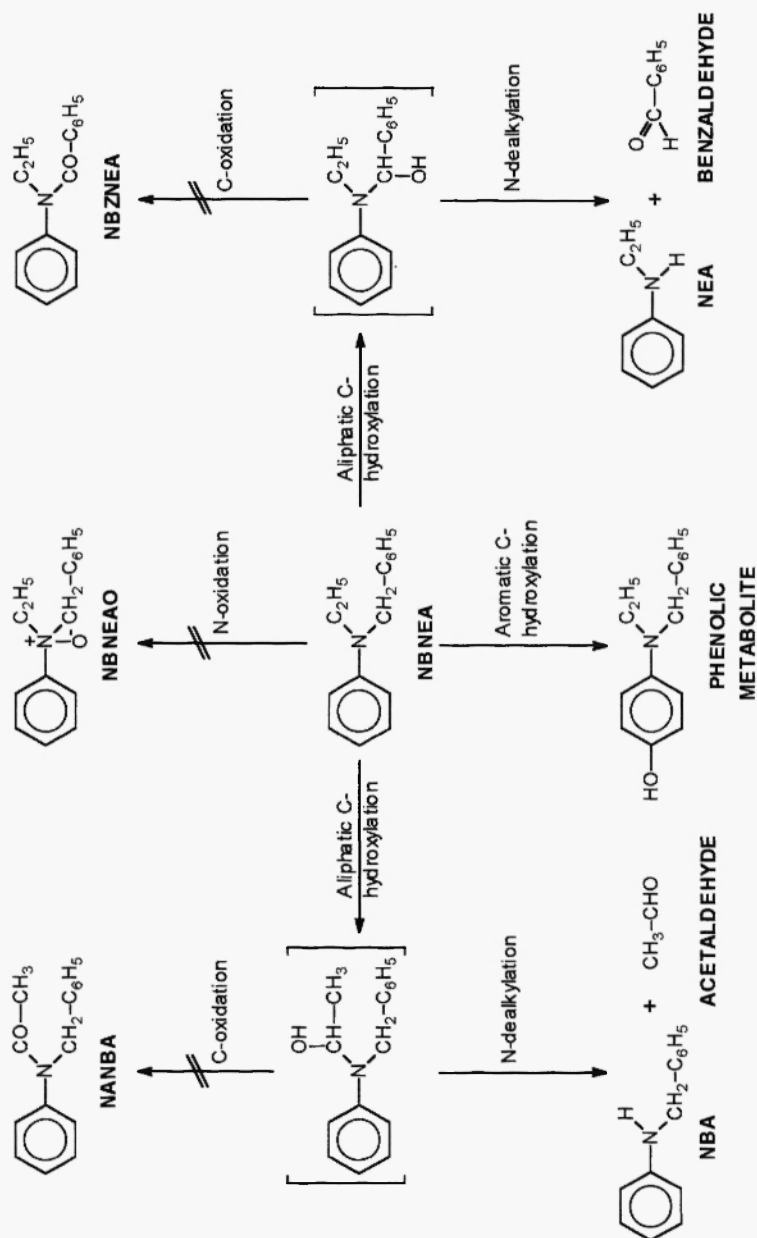 CO–CH₃
N
CH₂–C₆H₅
NANBA
C₂H₅
N⁺
CH₂–C₆H₅
O⁻
NBNEAO
C₂H₅
N
CO–C₆H₅
NBZNEA
C-oxidation
N-oxidation
C-oxidation
OH
CH–CH₃
N
CH₂–C₆H₅
Aliphatic C-
hydroxylation
C₂H₅
N
CH₂–C₆H₅
NBNEA
Aliphatic C-
hydroxylation
C₂H₅
N
CH–C₆H₅
OH
N-dealkylation
Aromatic C-
hydroxylation
N-dealkylation
H
N
CH₂–C₆H₅
NBA
+
CH₃–CHO
ACETALDEHYDE
HO
C₂H₅
N
CH₂–C₆H₅
PHENOLIC
METABOLITE
C₂H₅
N
H
NEA
+
O
C–C₆H₅
H
BENZALDEHYDE